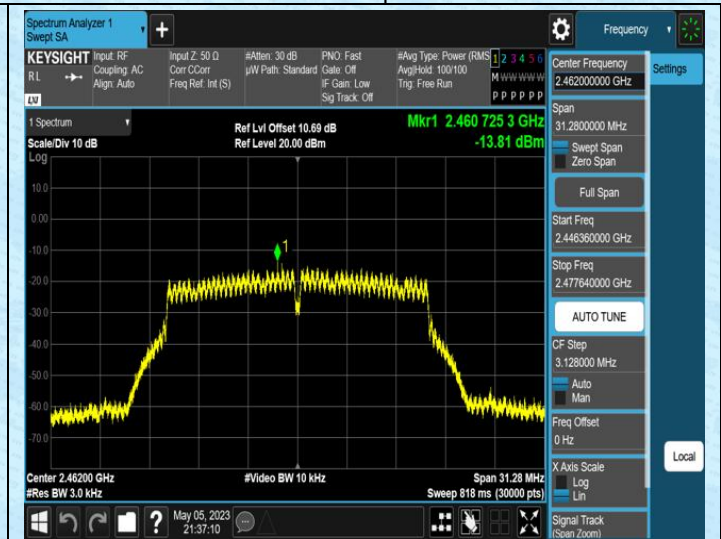 Spectrum Analyzer 1
Swept SA
+
Frequency
KEYSIGHT
RL
LXI
Input: RF
Coupling: AC
Align: Auto
Input Z: 50 Ω
Corr CCorr
Freq Ref: Int (S)
#Atten: 30 dB
µW Path: Standard
PNO: Fast
Gate: Off
IF Gain: Low
Sig Track: Off
#Avg Type: Power (RMS
Avg|Hold: 100/100
Trig: Free Run
1 2 3 4 5 6
M W W W W W
P P P P P P
1 Spectrum
Scale/Div 10 dB
Log
Ref Lvl Offset 10.69 dB
Ref Level 20.00 dBm
Mkr1 2.460 725 3 GHz
-13.81 dBm
10.0
0.00
-10.0
-20.0
-30.0
-40.0
-50.0
-60.0
-70.0
1
Center 2.46200 GHz
#Res BW 3.0 kHz
#Video BW 10 kHz
Span 31.28 MHz
Sweep 818 ms (30000 pts)
Center Frequency
2.462000000 GHz
Settings
Span
31.2800000 MHz
Swept Span
Zero Span
Full Span
Start Freq
2.446360000 GHz
Stop Freq
2.477640000 GHz
AUTO TUNE
CF Step
3.128000 MHz
Auto
Man
Freq Offset
0 Hz
X Axis Scale
Log
Lin
Local
Signal Track
(Span Zoom)
?
May 05, 2023
21:37:10